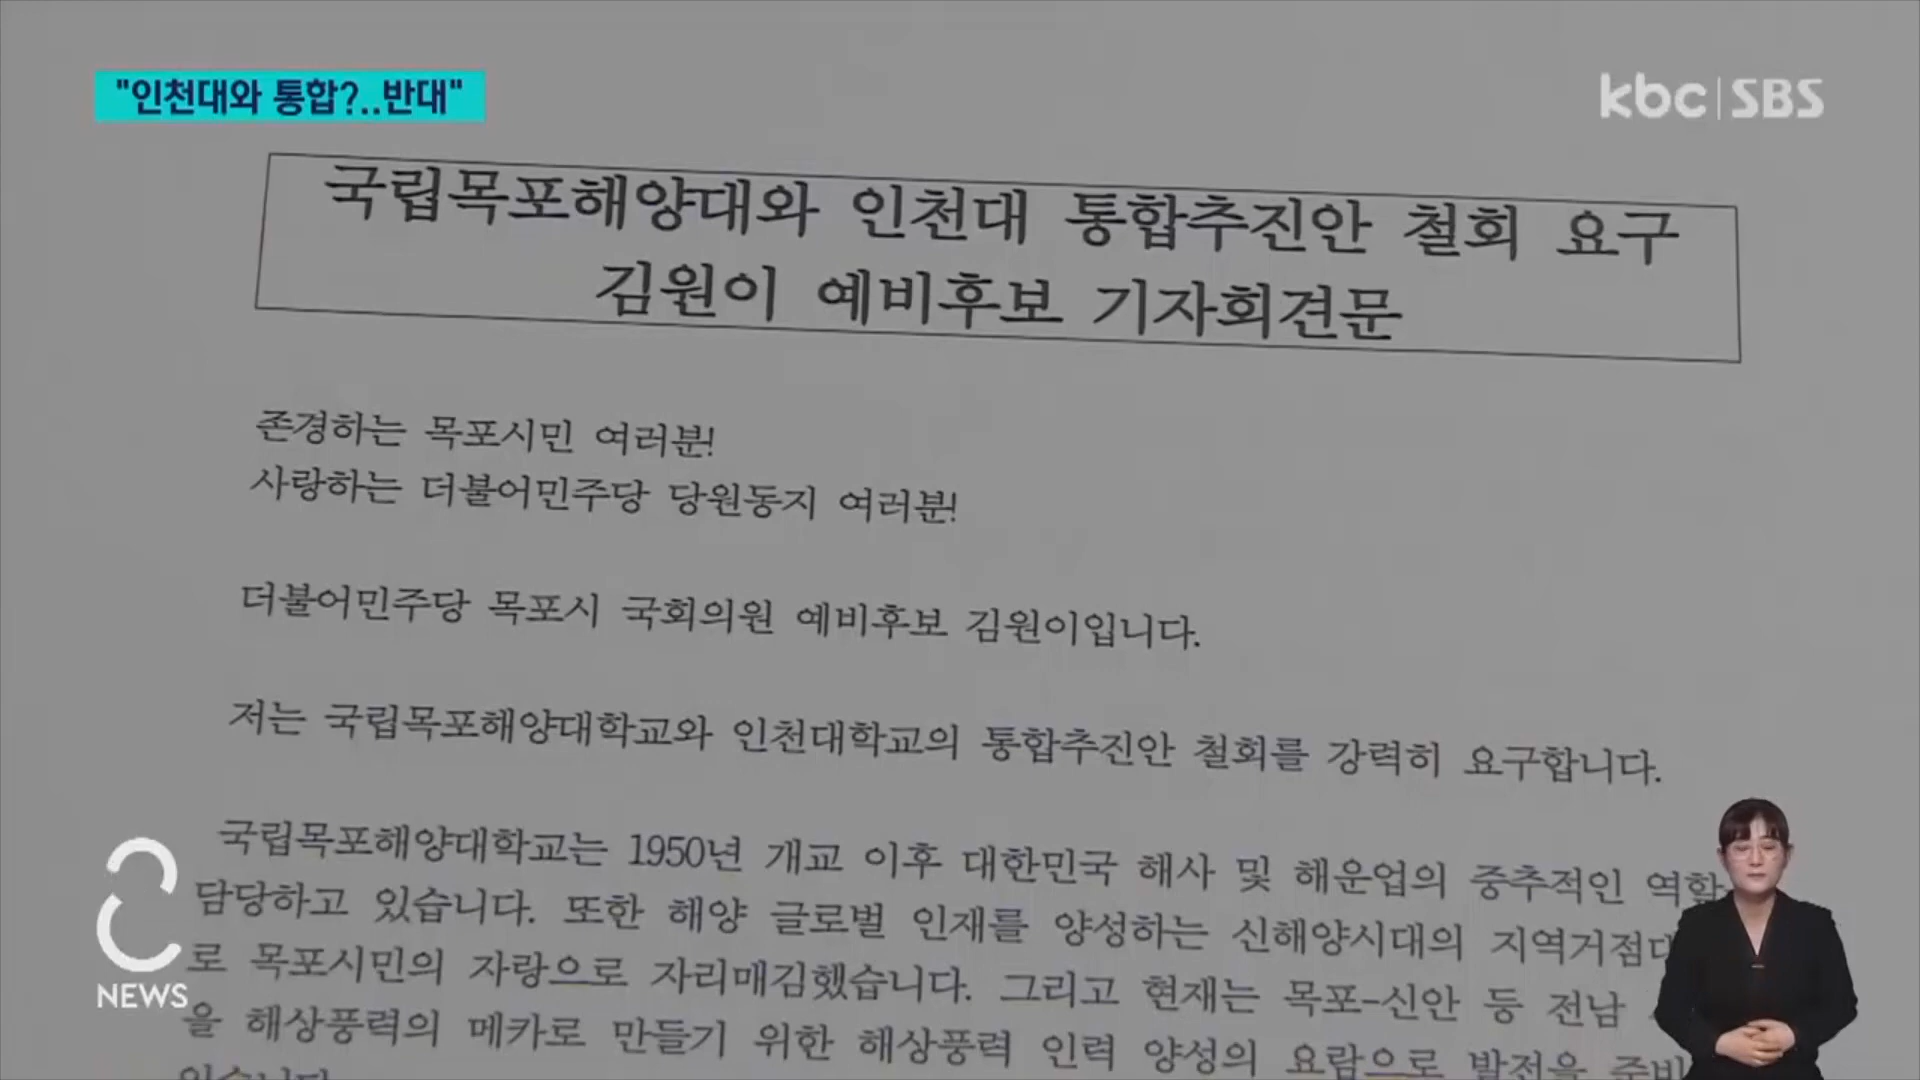 "인천대와 통합?..반대"
kbc SBS
국립목포해양대와 인천대 통합추진안 철회 요구
김원이 예비후보 기자회견문
존경하는 목포시민 여러분!
사랑하는 더불어민주당 당원동지 여러분!
더불어민주당 목포시 국회의원 예비후보 김원이입니다.
저는 국립목포해양대학교와 인천대학교의 통합추진안 철회를 강력히 요구합니다.
국립목포해양대학교는 1950년 개교 이후 대한민국 해사 및 해운업의 중추적인 역할
담당하고 있습니다. 또한 해양 글로벌 인재를 양성하는 신해양시대의 지역거점대
로 목포시민의 자랑으로 자리매김했습니다. 그리고 현재는 목포-신안 등 전남
을 해상풍력의 메카로 만들기 위한 해상풍력 인력 양성의 요람으로 발전을 준비
있습니다
8 NEWS